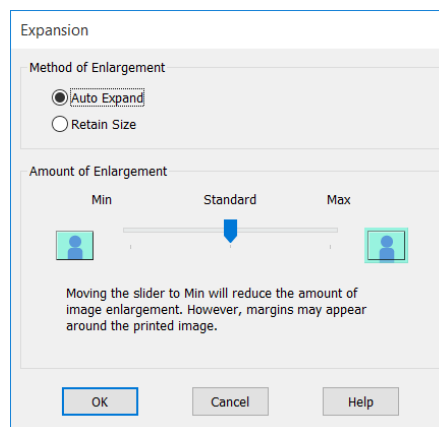 Expansion
Method of Enlargement
Auto Expand
Retain Size
Amount of Enlargement
Min Standard Max
Moving the slider to Min will reduce the amount of
image enlargement. However, margins may appear
around the printed image.
OK Cancel Help